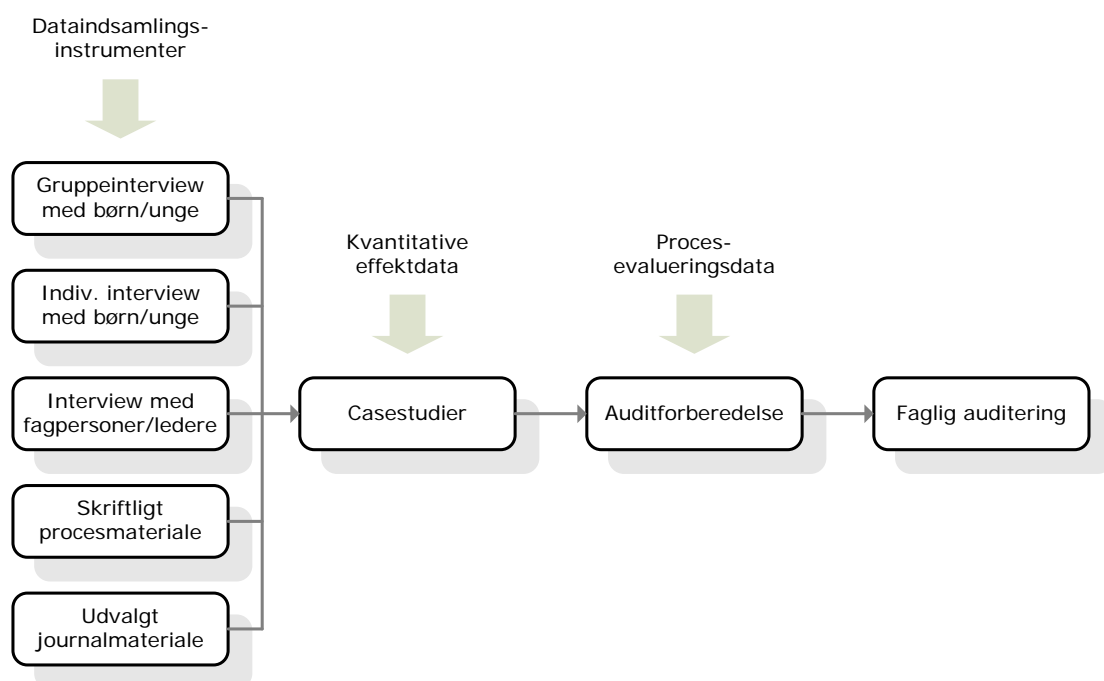 Dataindsamlings-
instrumenter
Gruppeinterview
med børn/unge
Indiv. interview
med børn/unge
Interview med
fagpersoner/ledere
Skriftligt
procesmateriale
Udvalgt
journalmateriale
Kvantitative
effektdata
Casestudier
Proces-
evalueringsdata
Auditforberedelse
Faglig auditering